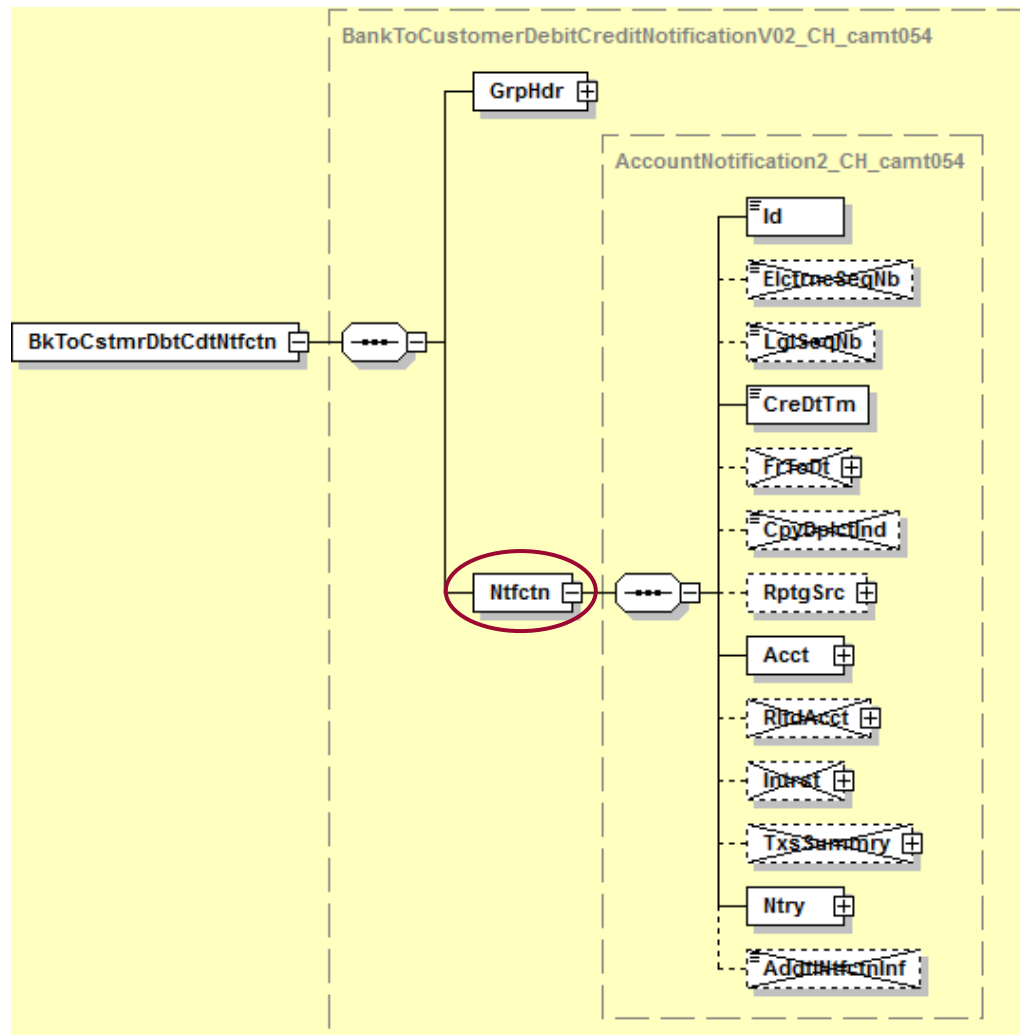 BankToCustomerDebitCreditNotificationV02_CH_camt054
GrpHdr
AccountNotification2_CH_camt054
Id
ElctrncSeqNb
LglSeqNb
BkToCstmrDbtCdtNtfctn
CreDtTm
FrToDt
CpyDplctInd
Ntfctn
RptgSrc
Acct
RltdAcct
Intrst
TxsSummry
Ntry
AddtlNtfctnInf